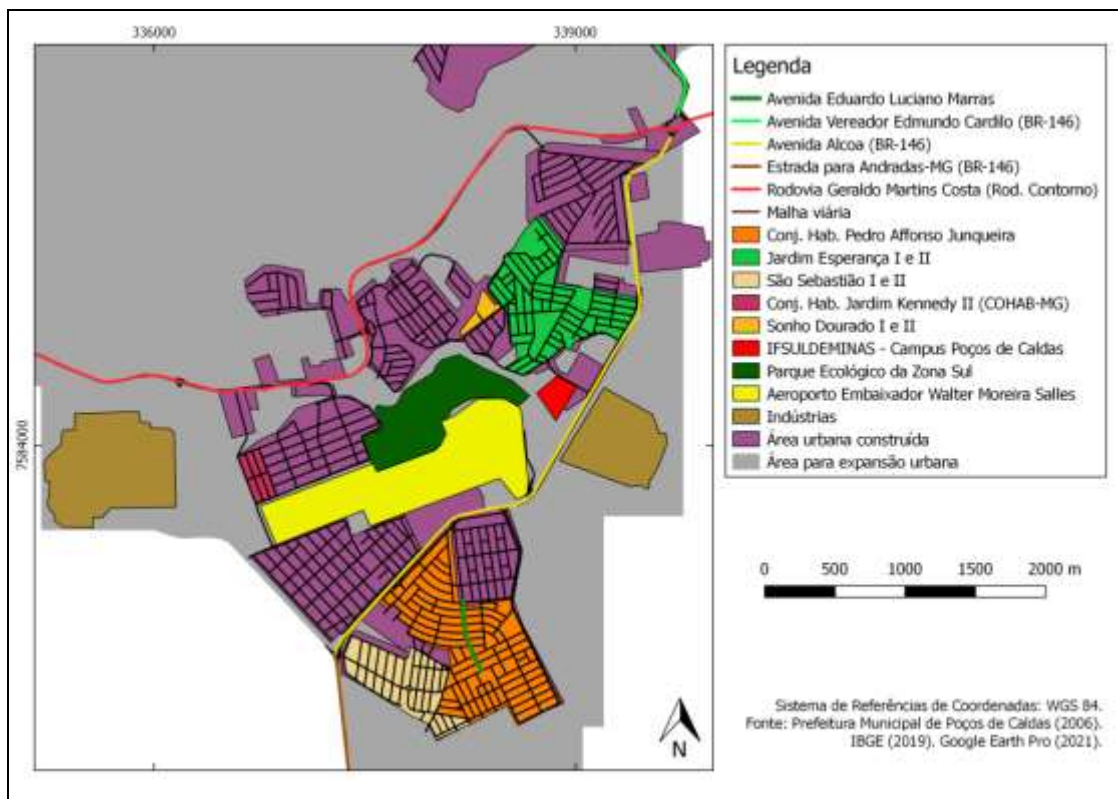 336000
339000
7584000
Legenda
Avenida Eduardo Luciano Marras
Avenida Vereador Edmundo Cardilo (BR-146)
Avenida Alcoa (BR-146)
Estrada para Andradas-MG (BR-146)
Rodovia Geraldo Martins Costa (Rod. Contorno)
Malha viária
Conj. Hab. Pedro Affonso Junqueira
Jardim Esperança I e II
São Sebastião I e II
Conj. Hab. Jardim Kennedy II (COHAB-MG)
Sonho Dourado I e II
IFSULDEMINAS - Campus Poços de Caldas
Parque Ecológico da Zona Sul
Aeroporto Embaixador Walter Moreira Salles
Indústrias
Área urbana construída
Área para expansão urbana
0 500 1000 1500 2000 m
N
Sistema de Referências de Coordenadas: WGS 84.
Fonte: Prefeitura Municipal de Poços de Caldas (2006).
IBGE (2019). Google Earth Pro (2021).